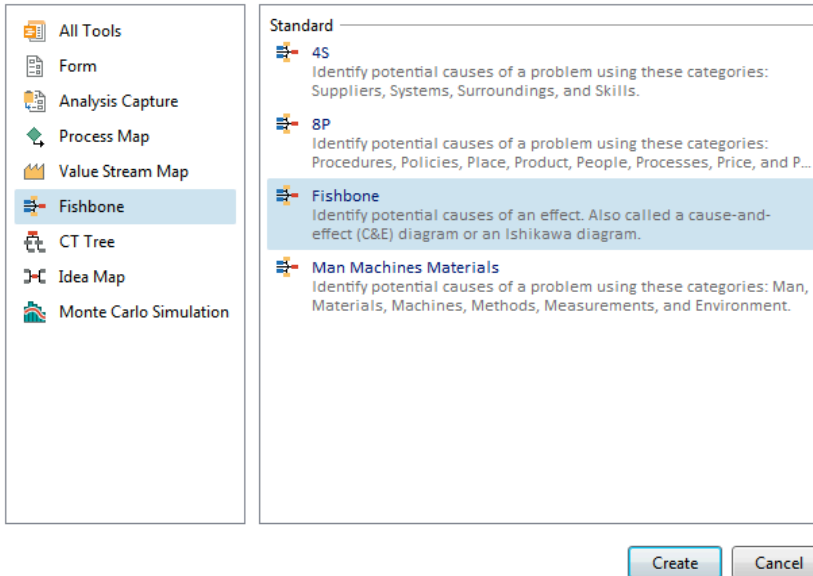 All Tools
Form
Analysis Capture
Process Map
Value Stream Map
Fishbone
CT Tree
Idea Map
Monte Carlo Simulation
Standard
4S
Identify potential causes of a problem using these categories:
Suppliers, Systems, Surroundings, and Skills.
8P
Identify potential causes of a problem using these categories:
Procedures, Policies, Place, Product, People, Processes, Price, and P...
Fishbone
Identify potential causes of an effect. Also called a cause-and-
effect (C&E) diagram or an Ishikawa diagram.
Man Machines Materials
Identify potential causes of a problem using these categories: Man,
Materials, Machines, Methods, Measurements, and Environment.
Create
Cancel